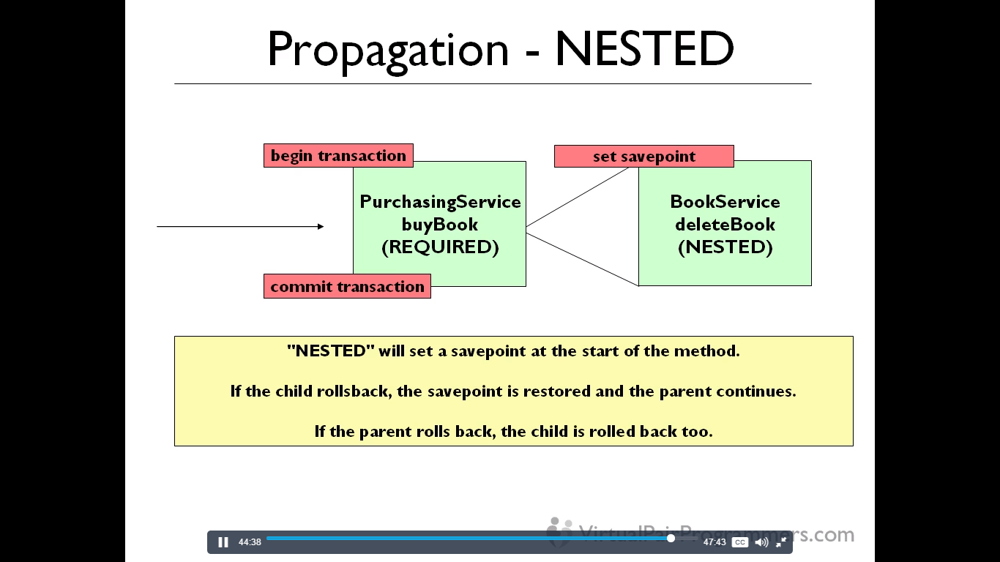 Propagation - NESTED
begin transaction
set savepoint
PurchasingService
buyBook
(REQUIRED)
BookService
deleteBook
(NESTED)
commit transaction
"NESTED" will set a savepoint at the start of the method.
If the child rollsback, the savepoint is restored and the parent continues.
If the parent rolls back, the child is rolled back too.
VirtualPairProgrammers.com
44:38
47:43
CC